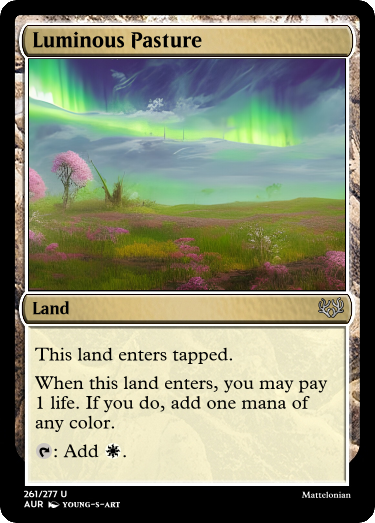 Luminous Pasture
Land
This land enters tapped.
When this land enters, you may pay
1 life. If you do, add one mana of
any color.
: Add .
261/277 U
AUR YOUNG-S-ART
Mattelonian